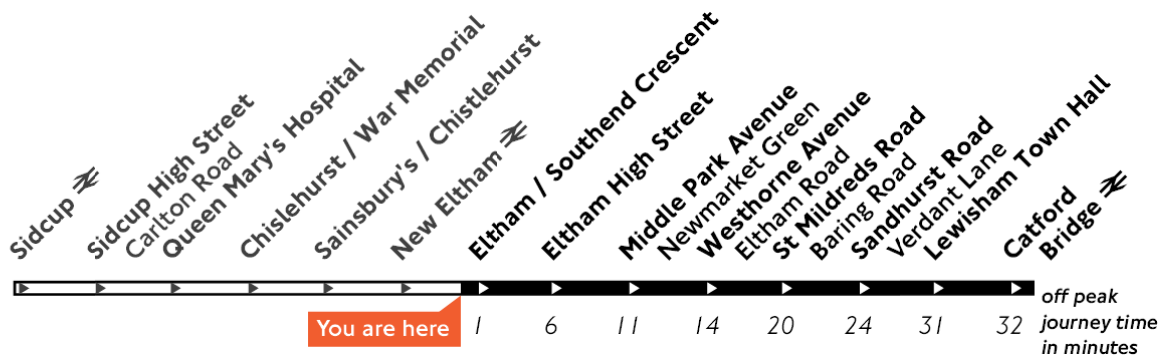 Sidcup
Sidcup High Street
Carlton Road
Queen Mary's Hospital
Chislehurst / War Memorial
Sainsbury's / Chistlehurst
New Eltham
Eltham / Southend Crescent
Eltham High Street
Middle Park Avenue
Newmarket Green
Westhorne Avenue
Eltham Road
St Mildreds Road
Baring Road
Sandhurst Road
Verdant Lane
Lewisham Town Hall
Catford
Bridge
You are here
1 6 11 14 20 24 31 32
off peak
journey time
in minutes